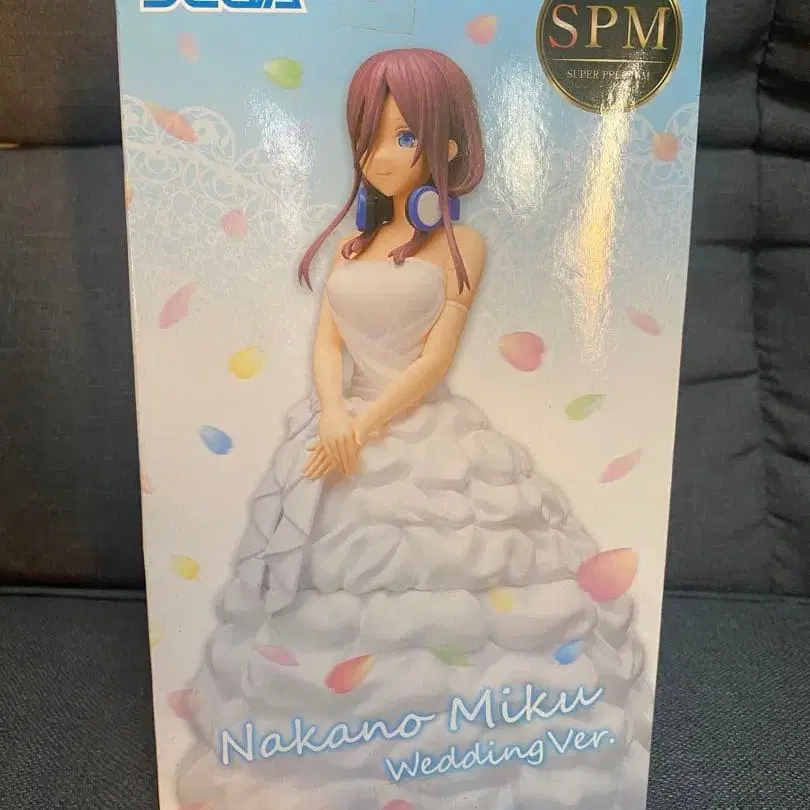 SEGA
SPM
SUPER PREMIUM
Nakano Miku
Wedding Ver.